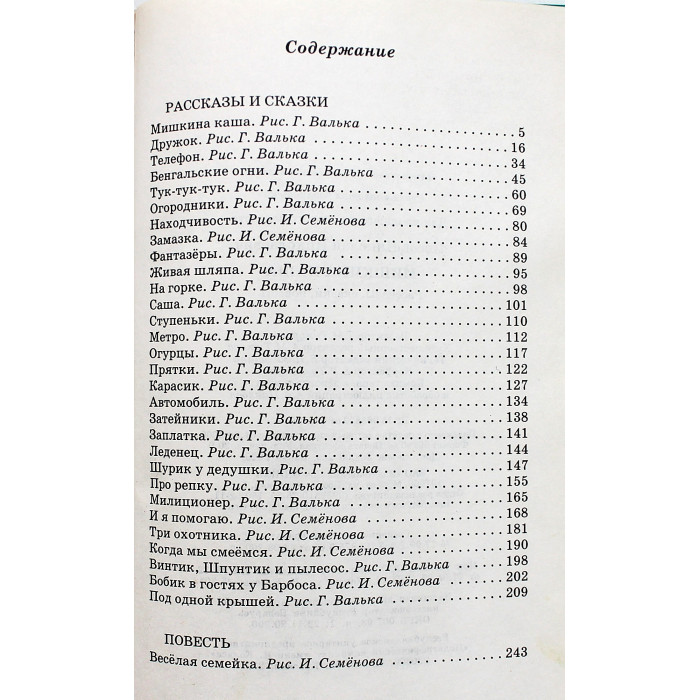 Содержание
РАССКАЗЫ И СКАЗКИ
Мишкина каша. Рис. Г. Валька . . . . . . . . . . . . . . . . 5
Дружок. Рис. Г. Валька . . . . . . . . . . . . . . . . 16
Телефон. Рис. Г. Валька . . . . . . . . . . . . . . . . 34
Бенгальские огни. Рис. Г. Валька . . . . . . . . . . . . . . . . 45
Тук-тук-тук. Рис. Г. Валька . . . . . . . . . . . . . . . . 60
Огородники. Рис. Г. Валька . . . . . . . . . . . . . . . . 69
Находчивость. Рис. И. Семёнова . . . . . . . . . . . . . . . . 80
Замазка. Рис. И. Семёнова . . . . . . . . . . . . . . . . 84
Фантазёры. Рис. Г. Валька . . . . . . . . . . . . . . . . 89
Живая шляпа. Рис. Г. Валька . . . . . . . . . . . . . . . . 95
На горке. Рис. Г. Валька . . . . . . . . . . . . . . . . 98
Саша. Рис. Г. Валька . . . . . . . . . . . . . . . . 101
Ступеньки. Рис. Г. Валька . . . . . . . . . . . . . . . . 110
Метро. Рис. Г. Валька . . . . . . . . . . . . . . . . 112
Огурцы. Рис. Г. Валька . . . . . . . . . . . . . . . . 117
Прятки. Рис. Г. Валька . . . . . . . . . . . . . . . . 122
Карасик. Рис. Г. Валька . . . . . . . . . . . . . . . . 127
Автомобиль. Рис. Г. Валька . . . . . . . . . . . . . . . . 134
Затейники. Рис. Г. Валька . . . . . . . . . . . . . . . . 138
Заплатка. Рис. Г. Валька . . . . . . . . . . . . . . . . 141
Леденец. Рис. Г. Валька . . . . . . . . . . . . . . . . 144
Шурик у дедушки. Рис. Г. Валька . . . . . . . . . . . . . . . . 147
Про репку. Рис. Г. Валька . . . . . . . . . . . . . . . . 155
Милиционер. Рис. Г. Валька . . . . . . . . . . . . . . . . 165
И я помогаю. Рис. И. Семёнова . . . . . . . . . . . . . . . . 168
Три охотника. Рис. И. Семёнова . . . . . . . . . . . . . . . . 181
Когда мы смеёмся. Рис. И. Семёнова . . . . . . . . . . . . . . . . 190
Винтик, Шпунтик и пылесос. Рис. Г. Валька . . . . . . . . . . 198
Бобик в гостях у Барбоса. Рис. И. Семёнова . . . . . . . . . . 202
Под одной крышей. Рис. Г. Валька . . . . . . . . . . . . . . . . 209
ПОВЕСТЬ
Весёлая семейка. Рис. И. Семёнова . . . . . . . . . . . . . . . . 243